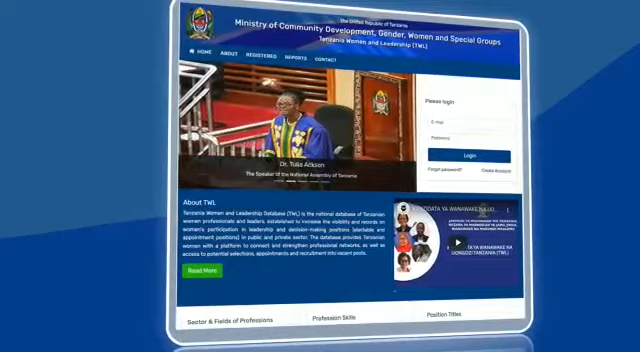 The United Republic of Tanzania
Ministry of Community Development, Gender, Women and Special Groups
Tanzania Women and Leadership (TWL)
HOME ABOUT REGISTERED REPORTS CONTACT
Please login
E-mail
Password
Login
Forgot password? Create Account
Dr. Tulia Ackson
The Speaker of the National Assembly of Tanzania
About TWL
Tanzania Women and Leadership Database (TWL) is the national database of Tanzanian
women professionals and leaders, established to increase the visibility and records on
women's participation in leadership and decision-making positions (electable and
appointment positions) in public and private sector. The database provides Tanzanian
women with a platform to connect and strengthen professional networks, as well as
access to potential selections, appointments and recruitment into vacant posts.
Read More
KANZIDATA YA WANAWAKE NA UO...
YA WANAWAKE NA
UONGOZI TANZANIA (TWL)
Sector & Fields of Professions
Profession Skills
Position Titles